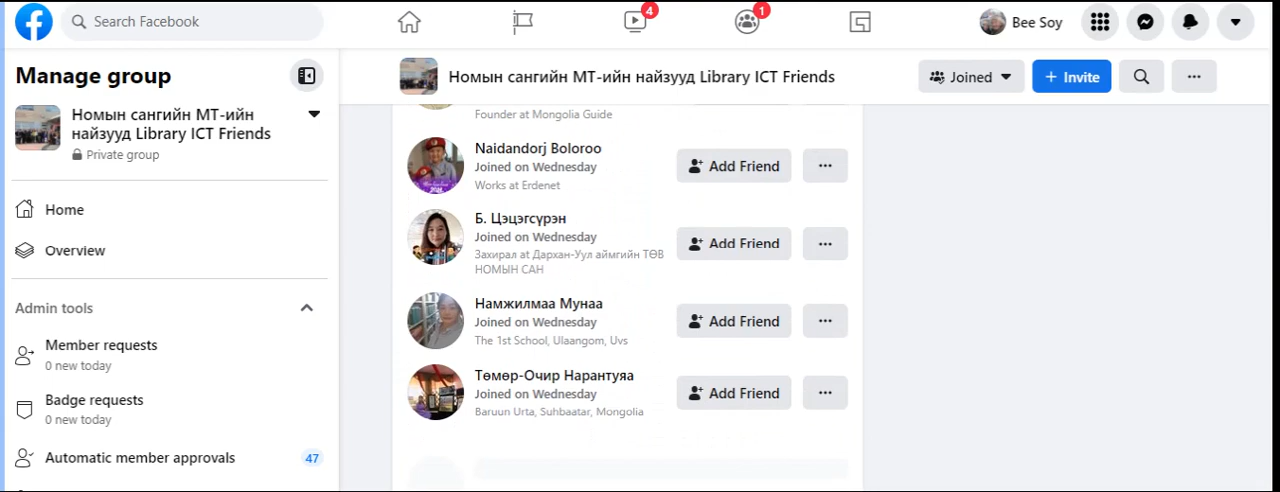 Search Facebook
4
1
Bee Soy
Manage group
Номын сангийн МТ-ийн найзууд Library ICT Friends
Private group
Home
Overview
Admin tools
Member requests
0 new today
Badge requests
0 new today
Automatic member approvals
47
Номын сангийн МТ-ийн найзууд Library ICT Friends
Joined
+ Invite
Founder at Mongolia Guide
Naidandorj Boloroo
Joined on Wednesday
Works at Erdenet
Add Friend
Б. Цэцэгсүрэн
Joined on Wednesday
Захирал at Дархан-Уул аймгийн ТӨВ
НОМЫН САН
Add Friend
Намжилмаа Мунаа
Joined on Wednesday
The 1st School, Ulaangom, Uvs
Add Friend
Төмөр-Очир Нарантуяа
Joined on Wednesday
Baruun Urta, Suhbaatar, Mongolia
Add Friend